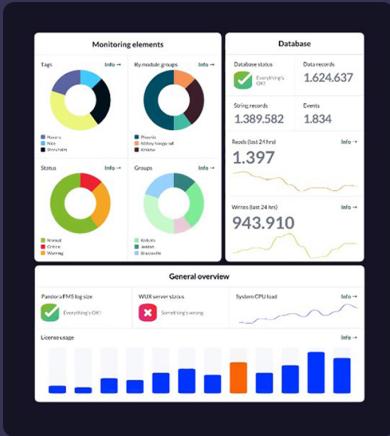 Monitoring elements
Tags
Info →
By module groups
Info →
Status
Info →
Groups
Info →
Normal
Critical
Warning
Database
Database status
Everything's OK!
Data records
1.624.637
String records
1.389.582
Events
1.834
Reads (last 24 hrs)
Info →
1.397
Writes (last 24 hrs)
Info →
943.910
General overview
Pandora FMS log size
Everything's OK!
WUX server status
Something's wrong
System CPU load
Info →
License usage
Info →